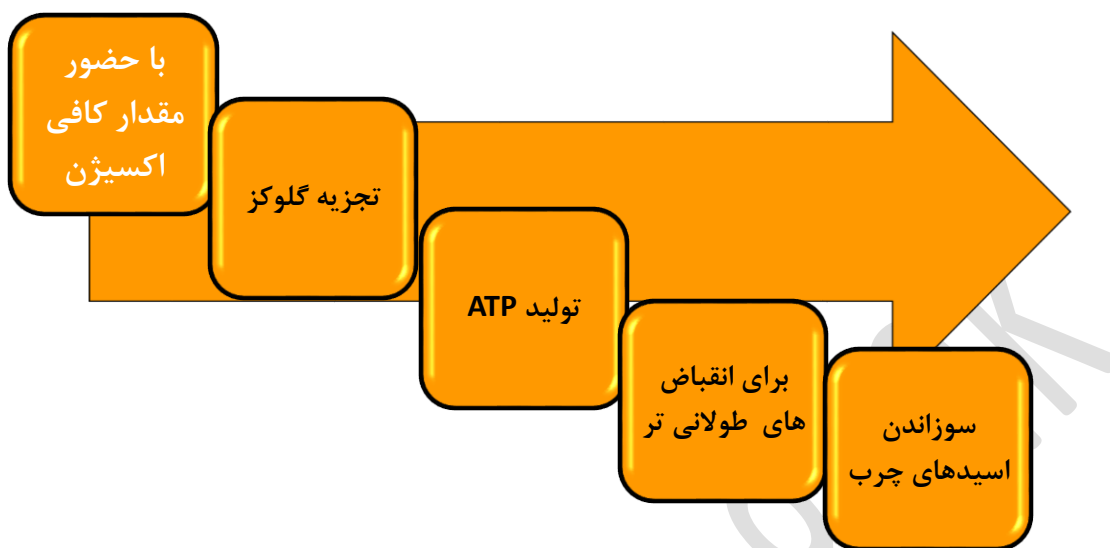 با حضور
مقدار کافی
اکسیژن
تجزیه گلوکز
تولید ATP
برای انقباض
های طولانی تر
سوزاندن
اسیدهای چرب